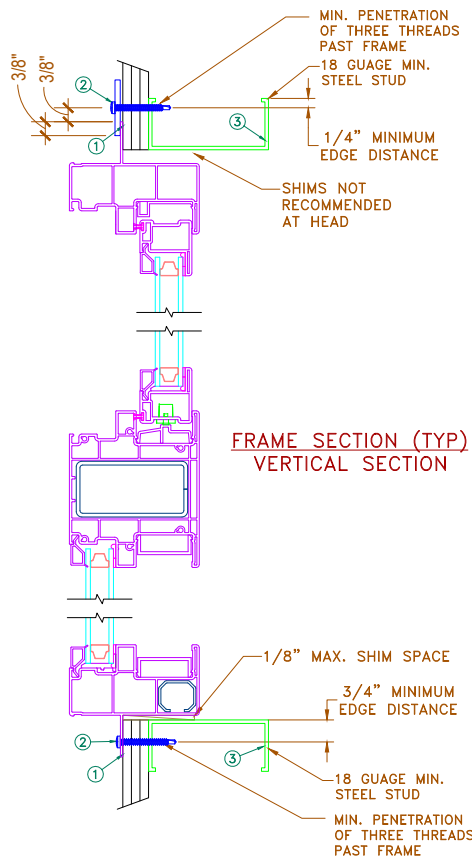 MIN. PENETRATION
OF THREE THREADS
PAST FRAME
18 GUAGE MIN.
STEEL STUD
3/8"
3/8"
2
3
1
1/4" MINIMUM
EDGE DISTANCE
SHIMS NOT
RECOMMENDED
AT HEAD
FRAME SECTION (TYP)
VERTICAL SECTION
1/8" MAX. SHIM SPACE
3/4" MINIMUM
EDGE DISTANCE
2
3
1
18 GUAGE MIN.
STEEL STUD
MIN. PENETRATION
OF THREE THREADS
PAST FRAME